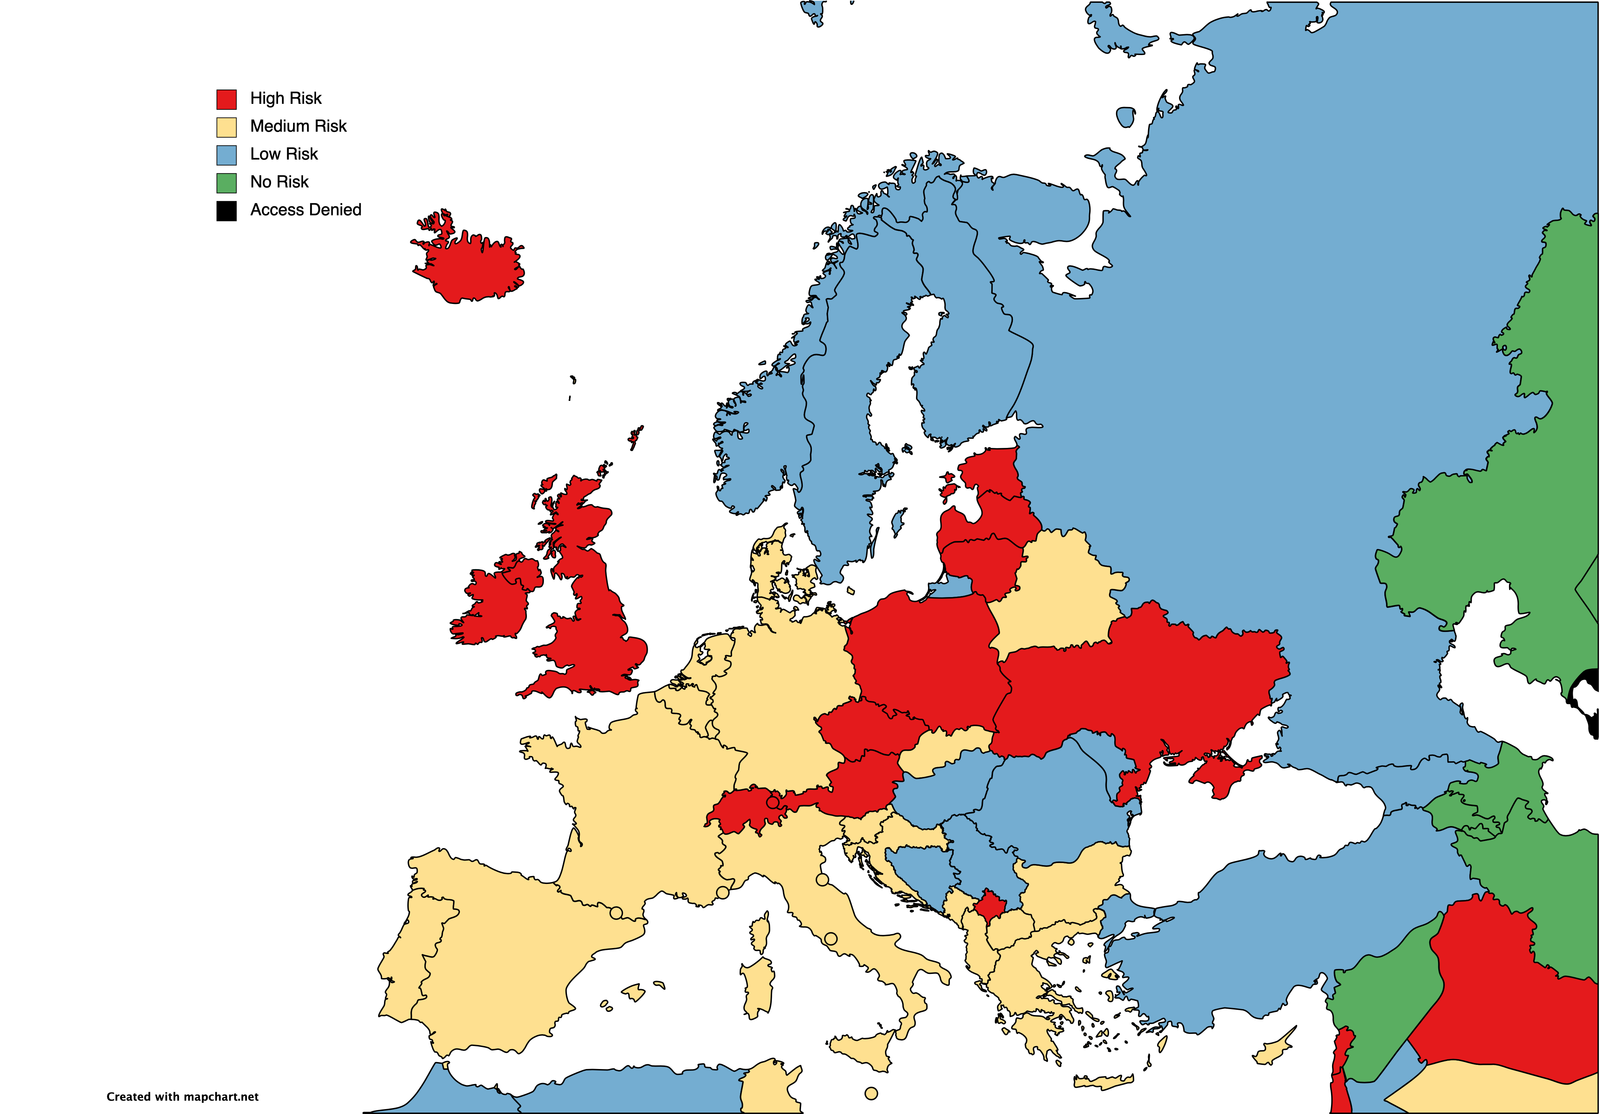 High Risk
Medium Risk
Low Risk
No Risk
Access Denied
Created with mapchart.net